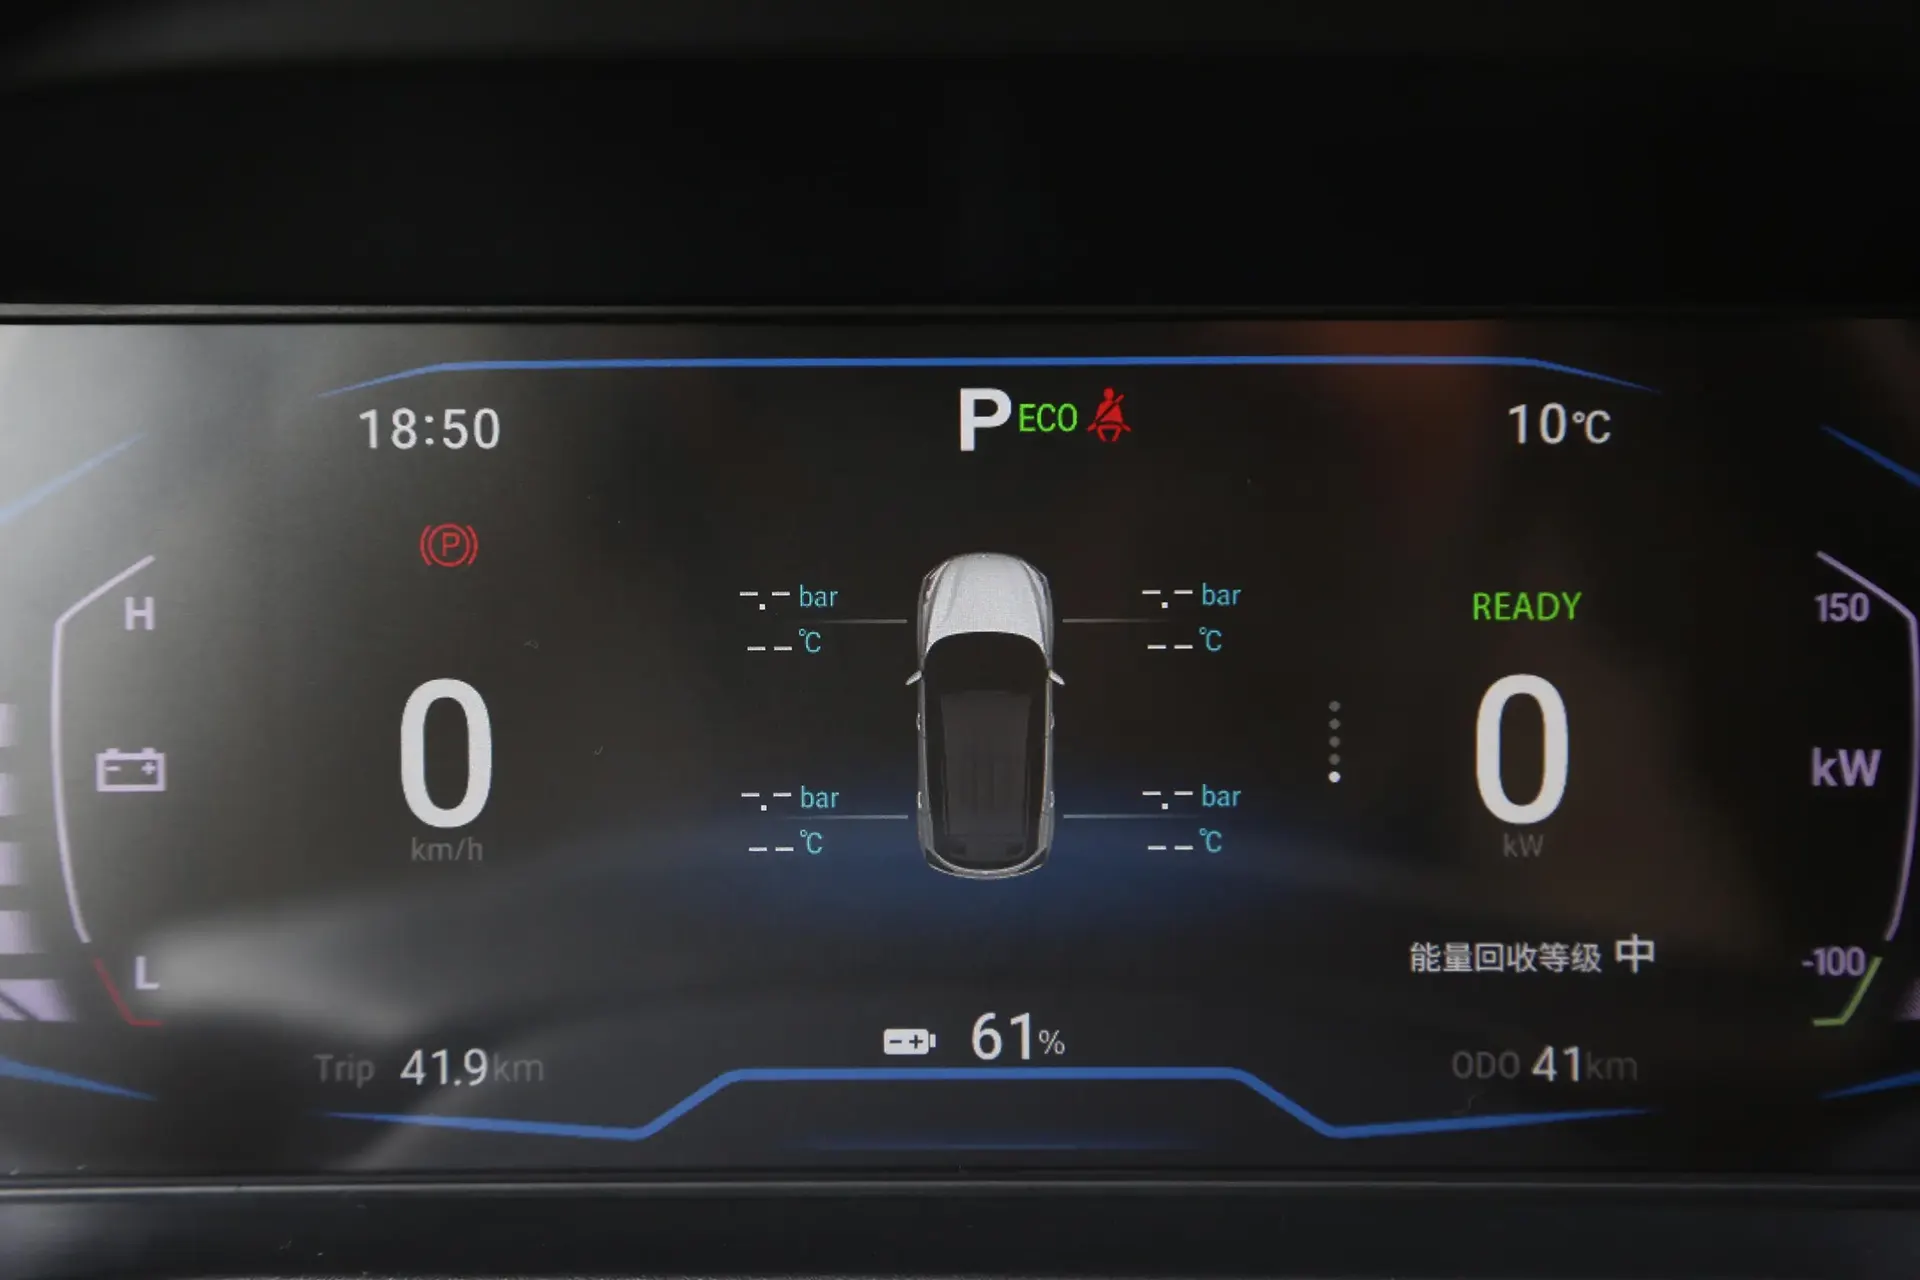 18:50
P ECO
10°C
P
H
-.- bar
-- °C
-.- bar
-- °C
READY
150
0
km/h
0
kW
kW
-.- bar
-- °C
-.- bar
-- °C
能量回收等级 中
L
-100
61%
Trip 41.9km
ODO 41km